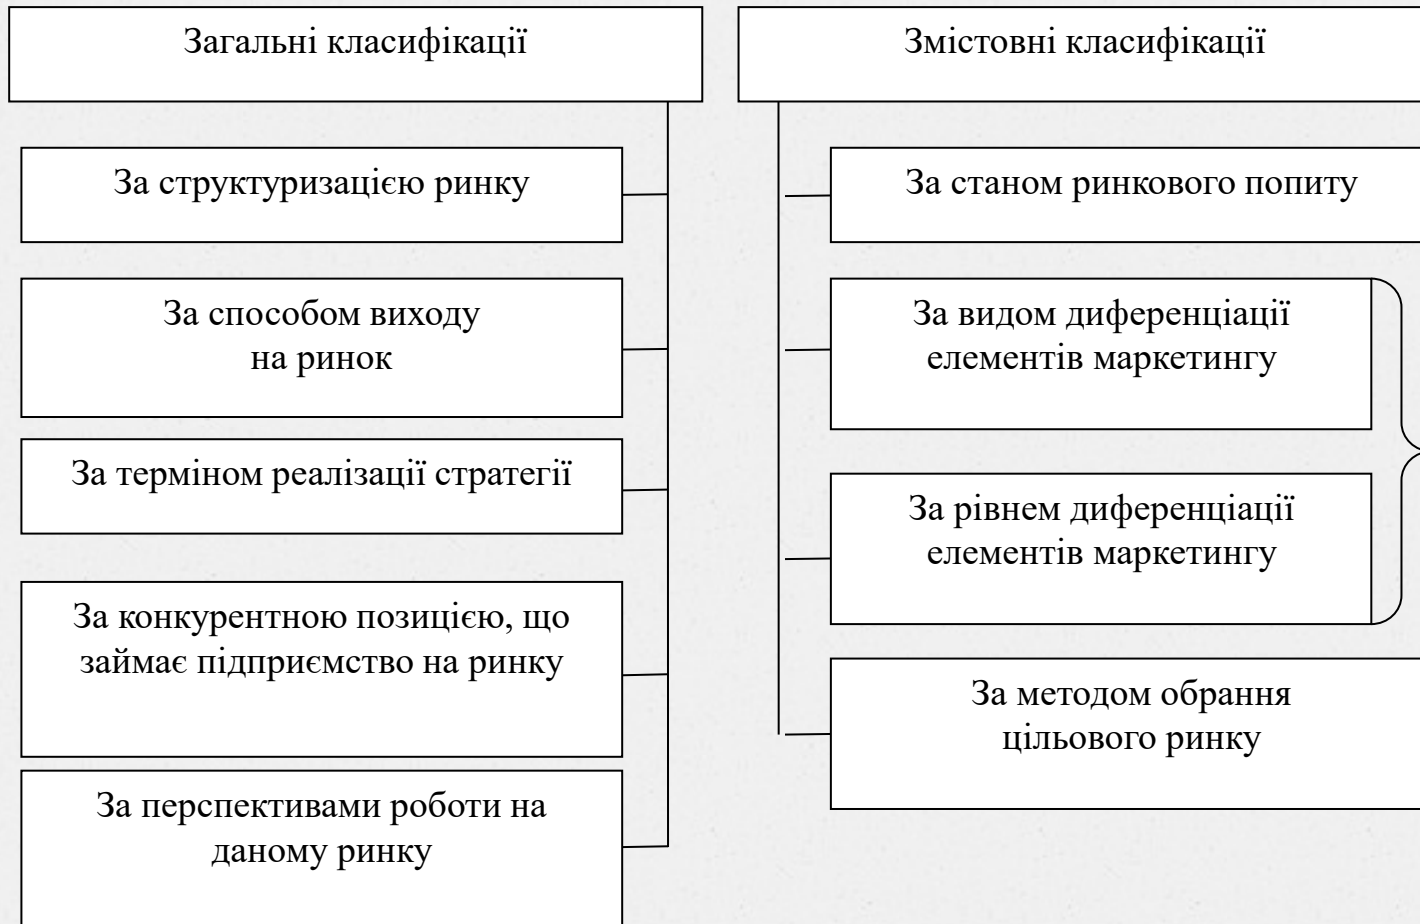 Загальні класифікації
За структуризацією ринку
За способом виходу
на ринок
За терміном реалізації стратегії
За конкурентною позицією, що
займає підприємство на ринку
За перспективами роботи на
даному ринку
Змістовні класифікації
За станом ринкового попиту
За видом диференціації
елементів маркетингу
За рівнем диференціації
елементів маркетингу
За методом обрання
цільового ринку